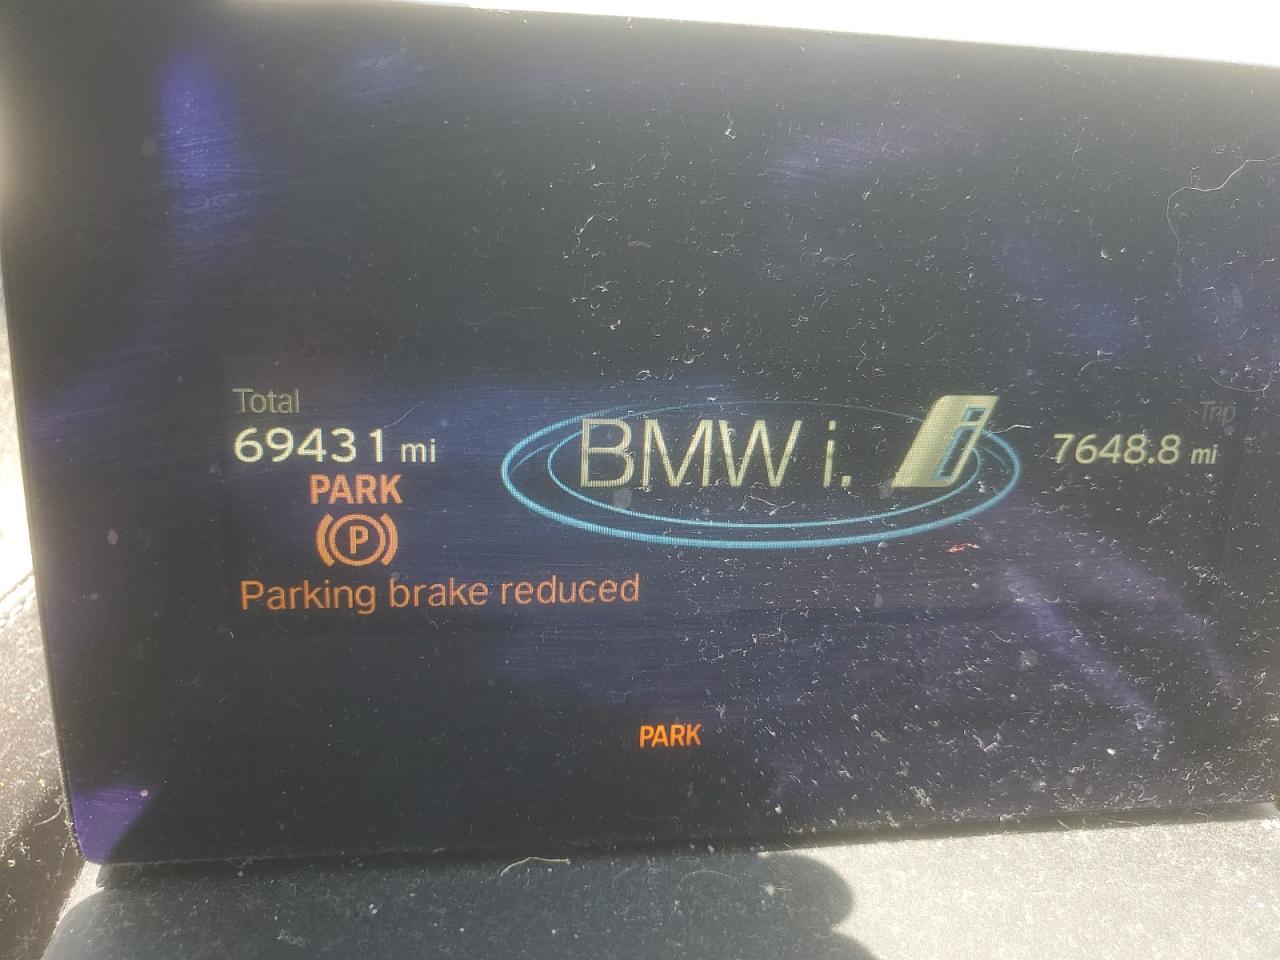 Total
69431 mi
PARK
P
Parking brake reduced
BMW i.
i
Trip
7648.8 mi
PARK